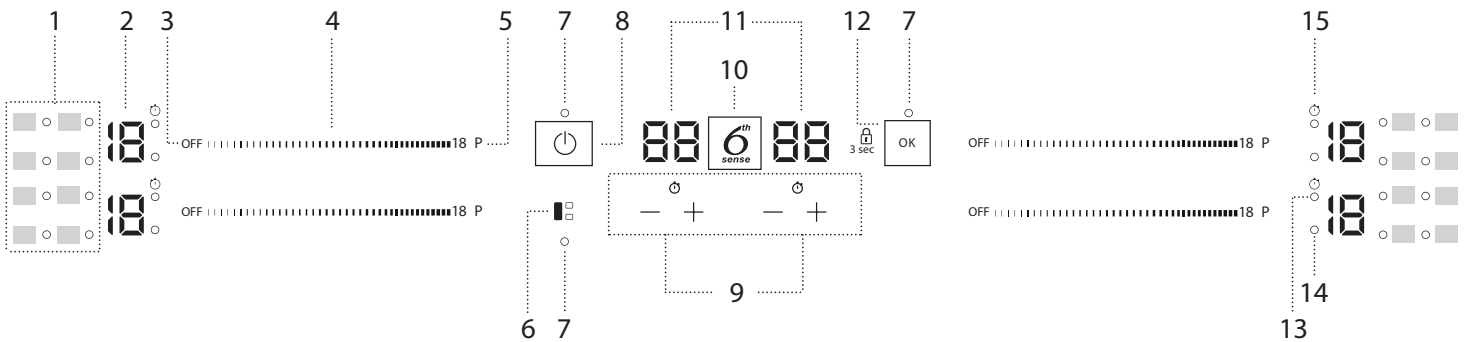 1 2 3 4 5 7 8 11 12 7 15
10
18 OFF 18 P 88 6th sense 88 3 sec OK OFF 18 P 18
18 OFF 18 P − + − + OFF 18 P 18
9
6 7 13 14